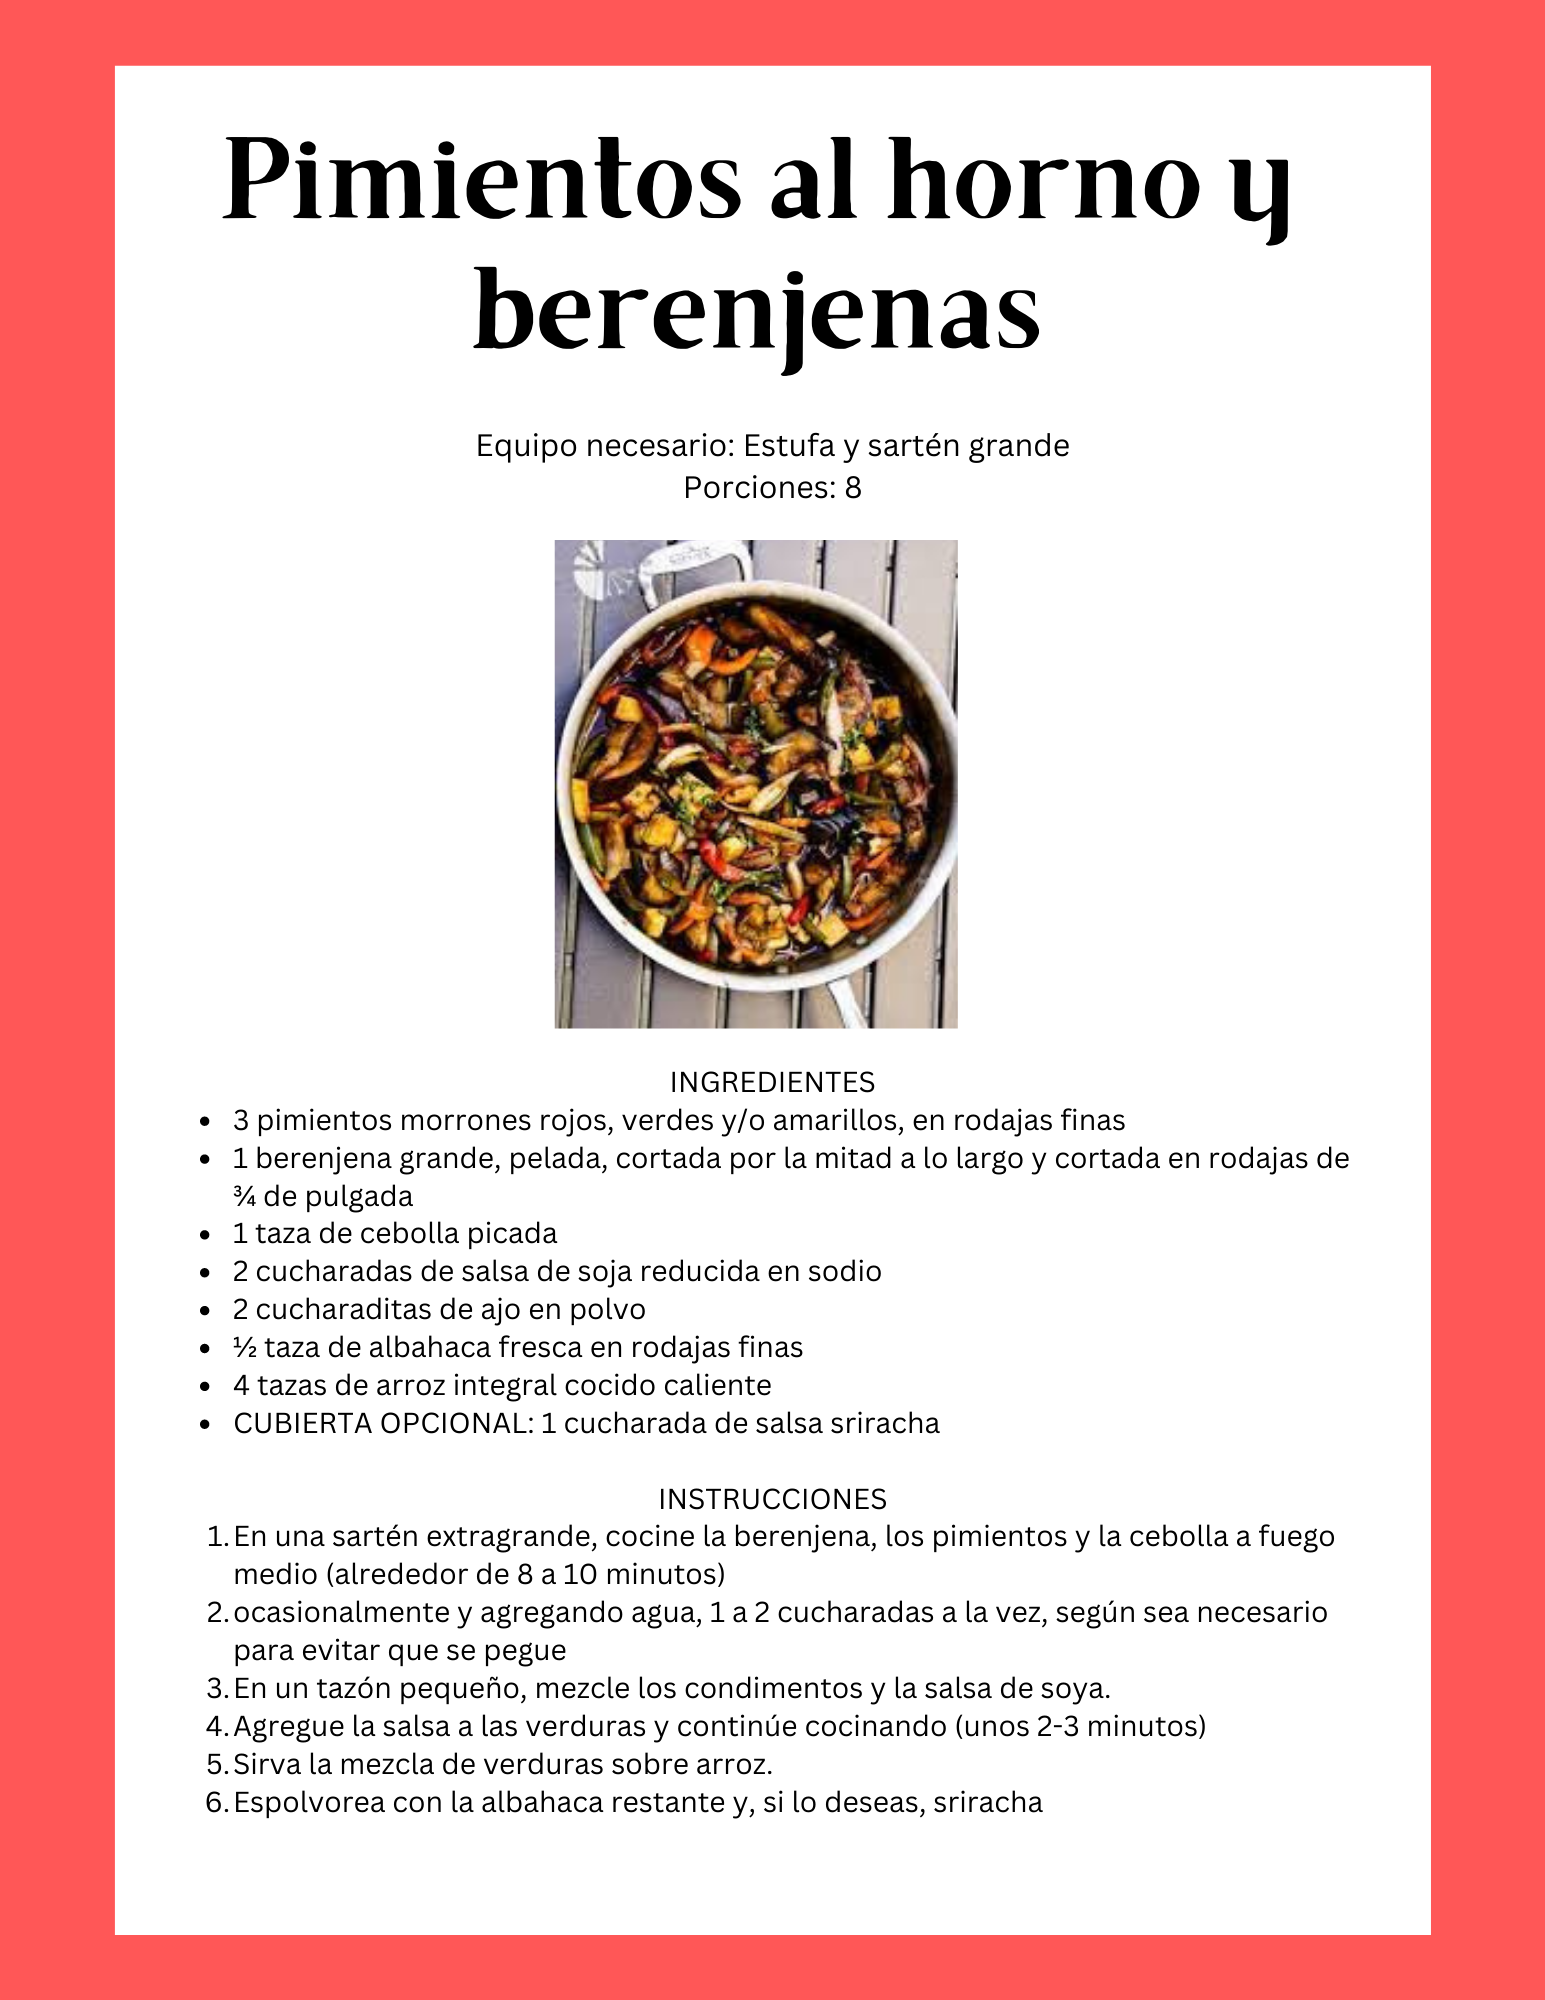 Pimientos al horno y
berenjenas
Equipo necesario: Estufa y sartén grande
Porciones: 8
INGREDIENTES
• 3 pimientos morrones rojos, verdes y/o amarillos, en rodajas finas
• 1 berenjena grande, pelada, cortada por la mitad a lo largo y cortada en rodajas de
¾ de pulgada
• 1 taza de cebolla picada
• 2 cucharadas de salsa de soja reducida en sodio
• 2 cucharaditas de ajo en polvo
• ½ taza de albahaca fresca en rodajas finas
• 4 tazas de arroz integral cocido caliente
• CUBIERTA OPCIONAL: 1 cucharada de salsa sriracha
INSTRUCCIONES
1. En una sartén extragrande, cocine la berenjena, los pimientos y la cebolla a fuego
medio (alrededor de 8 a 10 minutos)
2. ocasionalmente y agregando agua, 1 a 2 cucharadas a la vez, según sea necesario
para evitar que se pegue
3. En un tazón pequeño, mezcle los condimentos y la salsa de soya.
4. Agregue la salsa a las verduras y continúe cocinando (unos 2-3 minutos)
5. Sirva la mezcla de verduras sobre arroz.
6. Espolvorea con la albahaca restante y, si lo deseas, sriracha